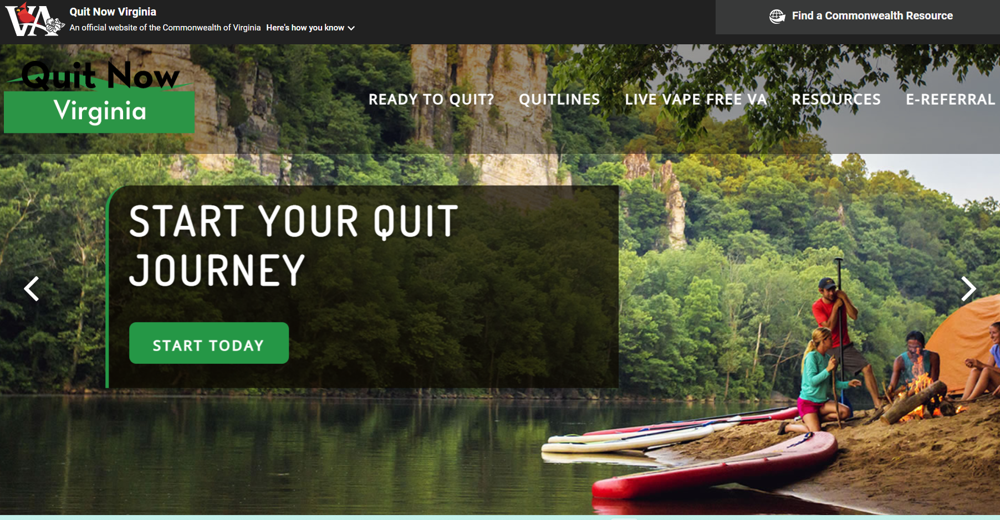 VA
Quit Now Virginia
An official website of the Commonwealth of Virginia Here's how you know
Find a Commonwealth Resource
Quit Now
Virginia
READY TO QUIT? QUITLINES LIVE VAPE FREE VA RESOURCES E-REFERRAL
START YOUR QUIT
JOURNEY
START TODAY